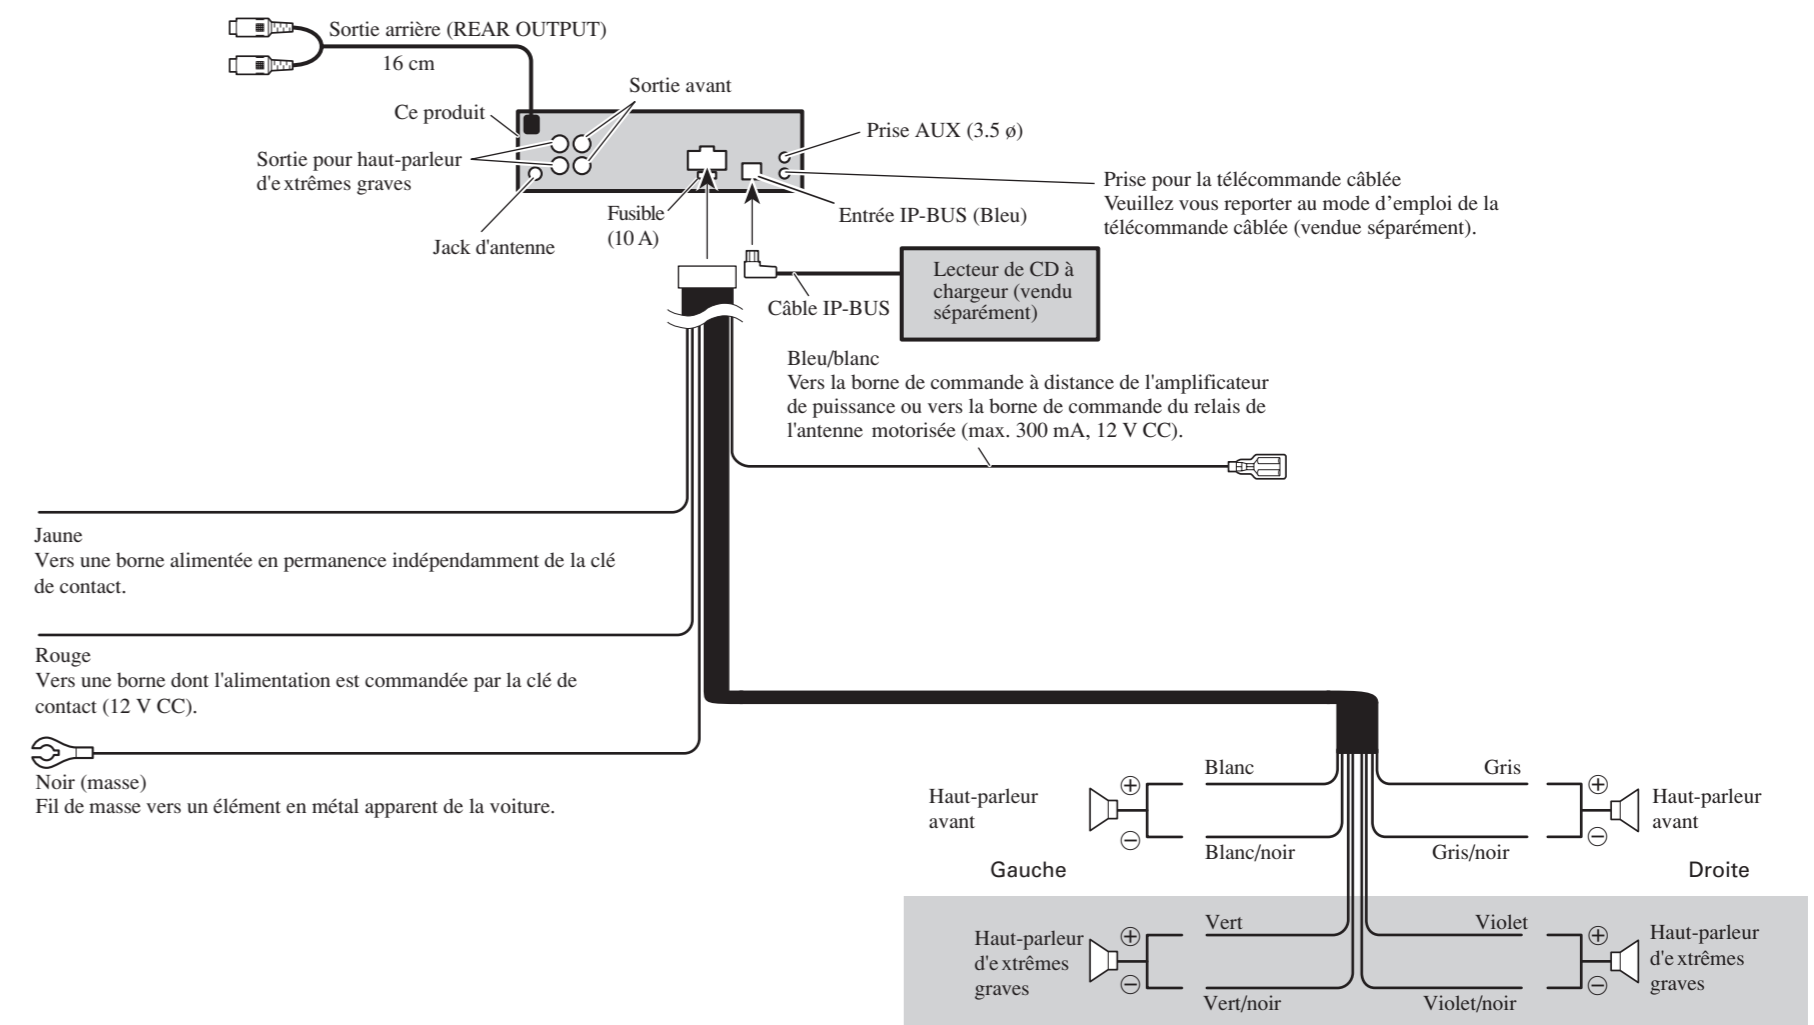 Sortie arrière (REAR OUTPUT)
16 cm
Sortie avant
Ce produit
Prise AUX (3.5 ø)
Sortie pour haut-parleur
d'e xtrêmes graves
Prise pour la télécommande câblée
Veuillez vous reporter au mode d'emploi de la
télécommande câblée (vendue séparément).
Fusible
(10 A)
Entrée IP-BUS (Bleu)
Jack d'antenne
Lecteur de CD à
chargeur (vendu
séparément)
Câble IP-BUS
Bleu/blanc
Vers la borne de commande à distance de l'amplificateur
de puissance ou vers la borne de commande du relais de
l'antenne motorisée (max. 300 mA, 12 V CC).
Jaune
Vers une borne alimentée en permanence indépendamment de la clé
de contact.
Rouge
Vers une borne dont l'alimentation est commandée par la clé de
contact (12 V CC).
Noir (masse)
Fil de masse vers un élément en métal apparent de la voiture.
Haut-parleur
avant
⊕
⊖
Blanc
Blanc/noir
Gris
Gris/noir
⊕
⊖
Haut-parleur
avant
Gauche
Droite
Haut-parleur
d'e xtrêmes
graves
⊕
⊖
Vert
Vert/noir
Violet
Violet/noir
⊕
⊖
Haut-parleur
d'e xtrêmes
graves